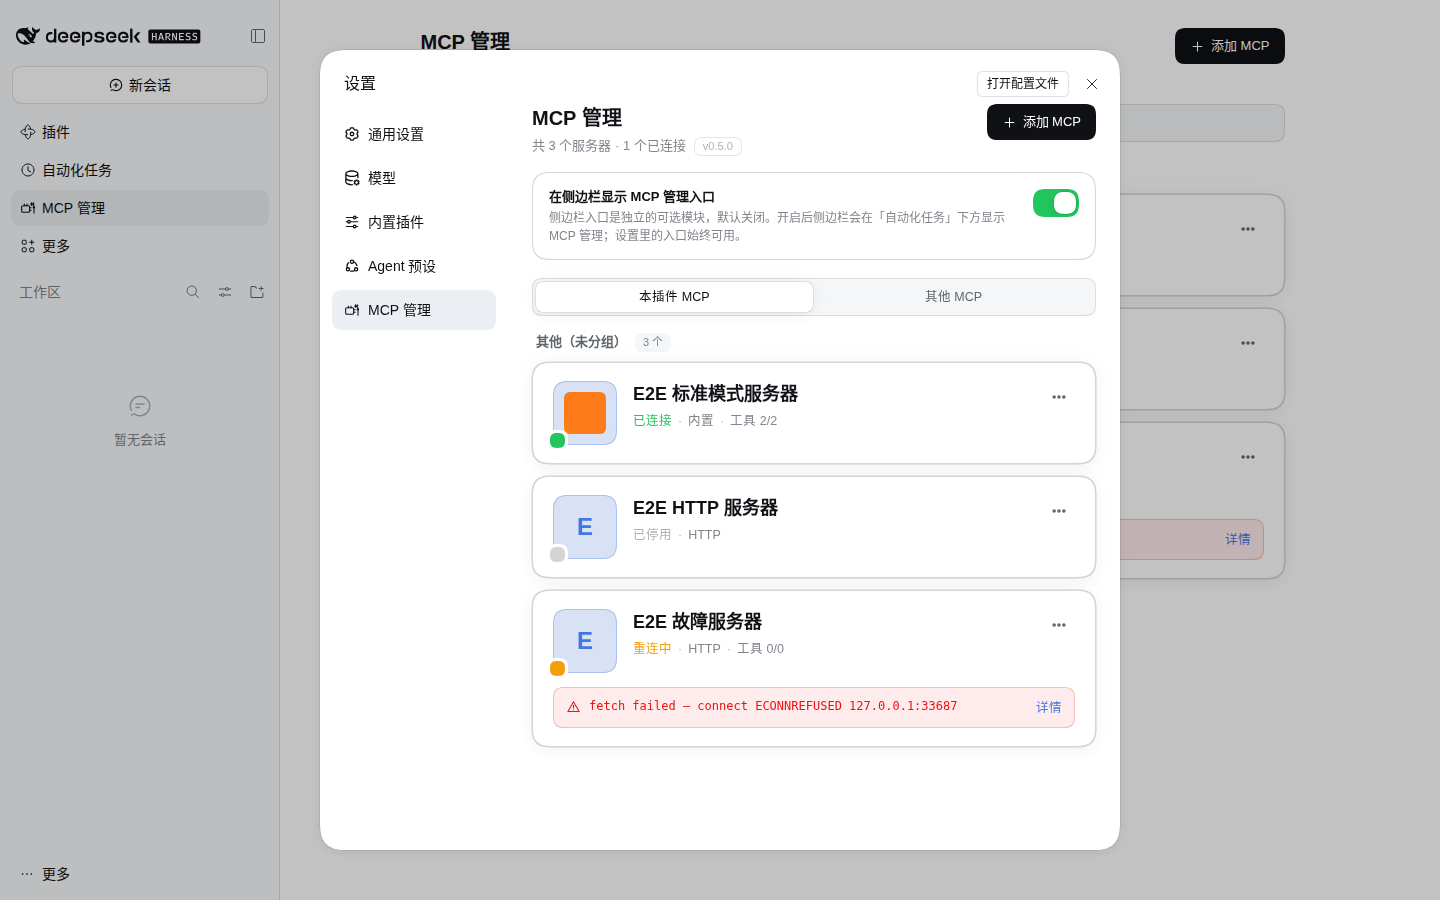 deepseek HARNESS
新会话
插件
自动化任务
MCP 管理
更多
工作区
暂无会话
更多
MCP 管理
添加 MCP
详情
设置
打开配置文件
通用设置
模型
内置插件
Agent 预设
MCP 管理
MCP 管理
共 3 个服务器 · 1 个已连接 v0.5.0
添加 MCP
在侧边栏显示 MCP 管理入口
侧边栏入口是独立的可选模块，默认关闭。开启后侧边栏会在「自动化任务」下方显示
MCP 管理；设置里的入口始终可用。
本插件 MCP
其他 MCP
其他（未分组） 3 个
E2E 标准模式服务器
已连接 · 内置 · 工具 2/2
E
E2E HTTP 服务器
已停用 · HTTP
E
E2E 故障服务器
重连中 · HTTP · 工具 0/0
fetch failed — connect ECONNREFUSED 127.0.0.1:33687
详情